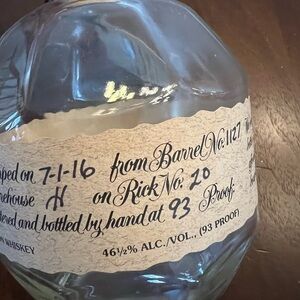 ped on 7-1-16 from Barrel No. 1127
ehouse H on Rick No. 20
ered and bottled by hand at 93 Proof.
N WHISKEY 46½% ALC./VOL., (93 PROOF)